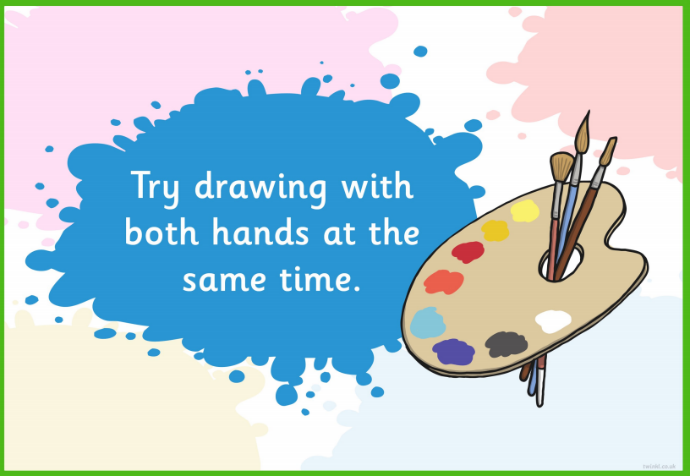 Try drawing with
both hands at the
same time.